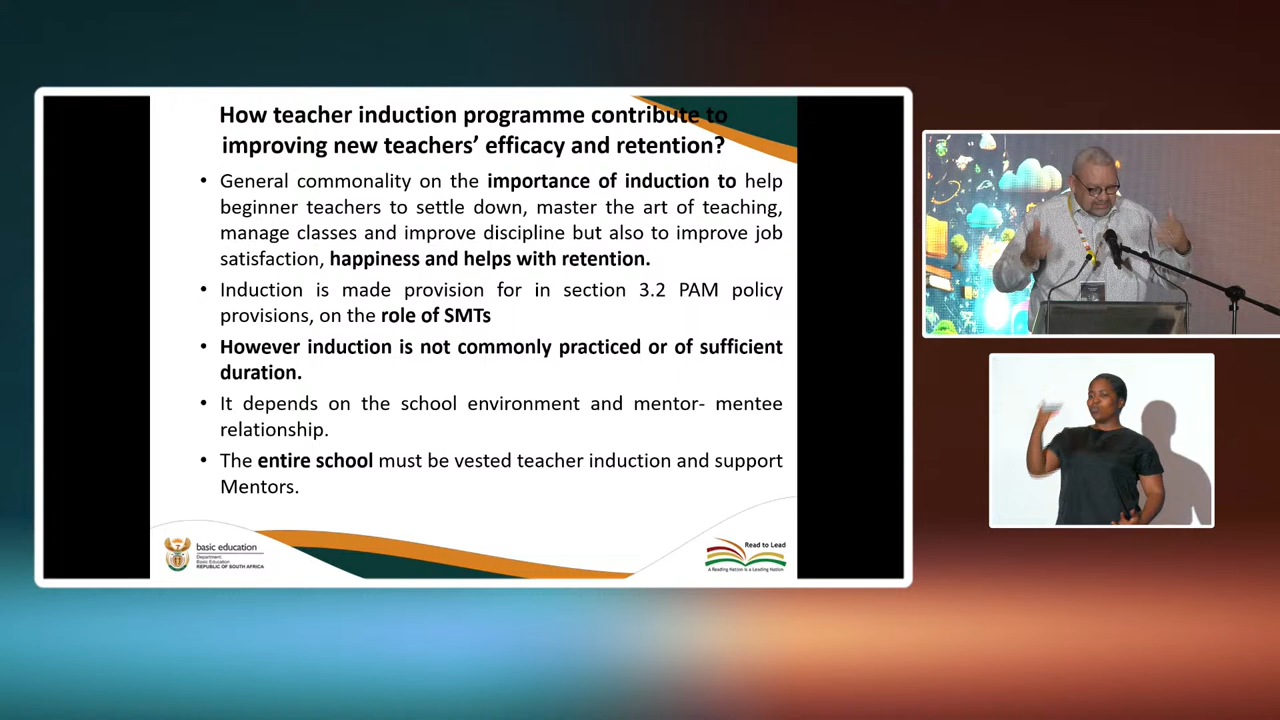 How teacher induction programme contribute to
improving new teachers’ efficacy and retention?
• General commonality on the importance of induction to help
beginner teachers to settle down, master the art of teaching,
manage classes and improve discipline but also to improve job
satisfaction, happiness and helps with retention.
• Induction is made provision for in section 3.2 PAM policy
provisions, on the role of SMTs
• However induction is not commonly practiced or of sufficient
duration.
• It depends on the school environment and mentor- mentee
relationship.
• The entire school must be vested teacher induction and support
Mentors.
basic education
Department:
Basic Education
REPUBLIC OF SOUTH AFRICA
Read to Lead
A Reading Nation is a Leading Nation